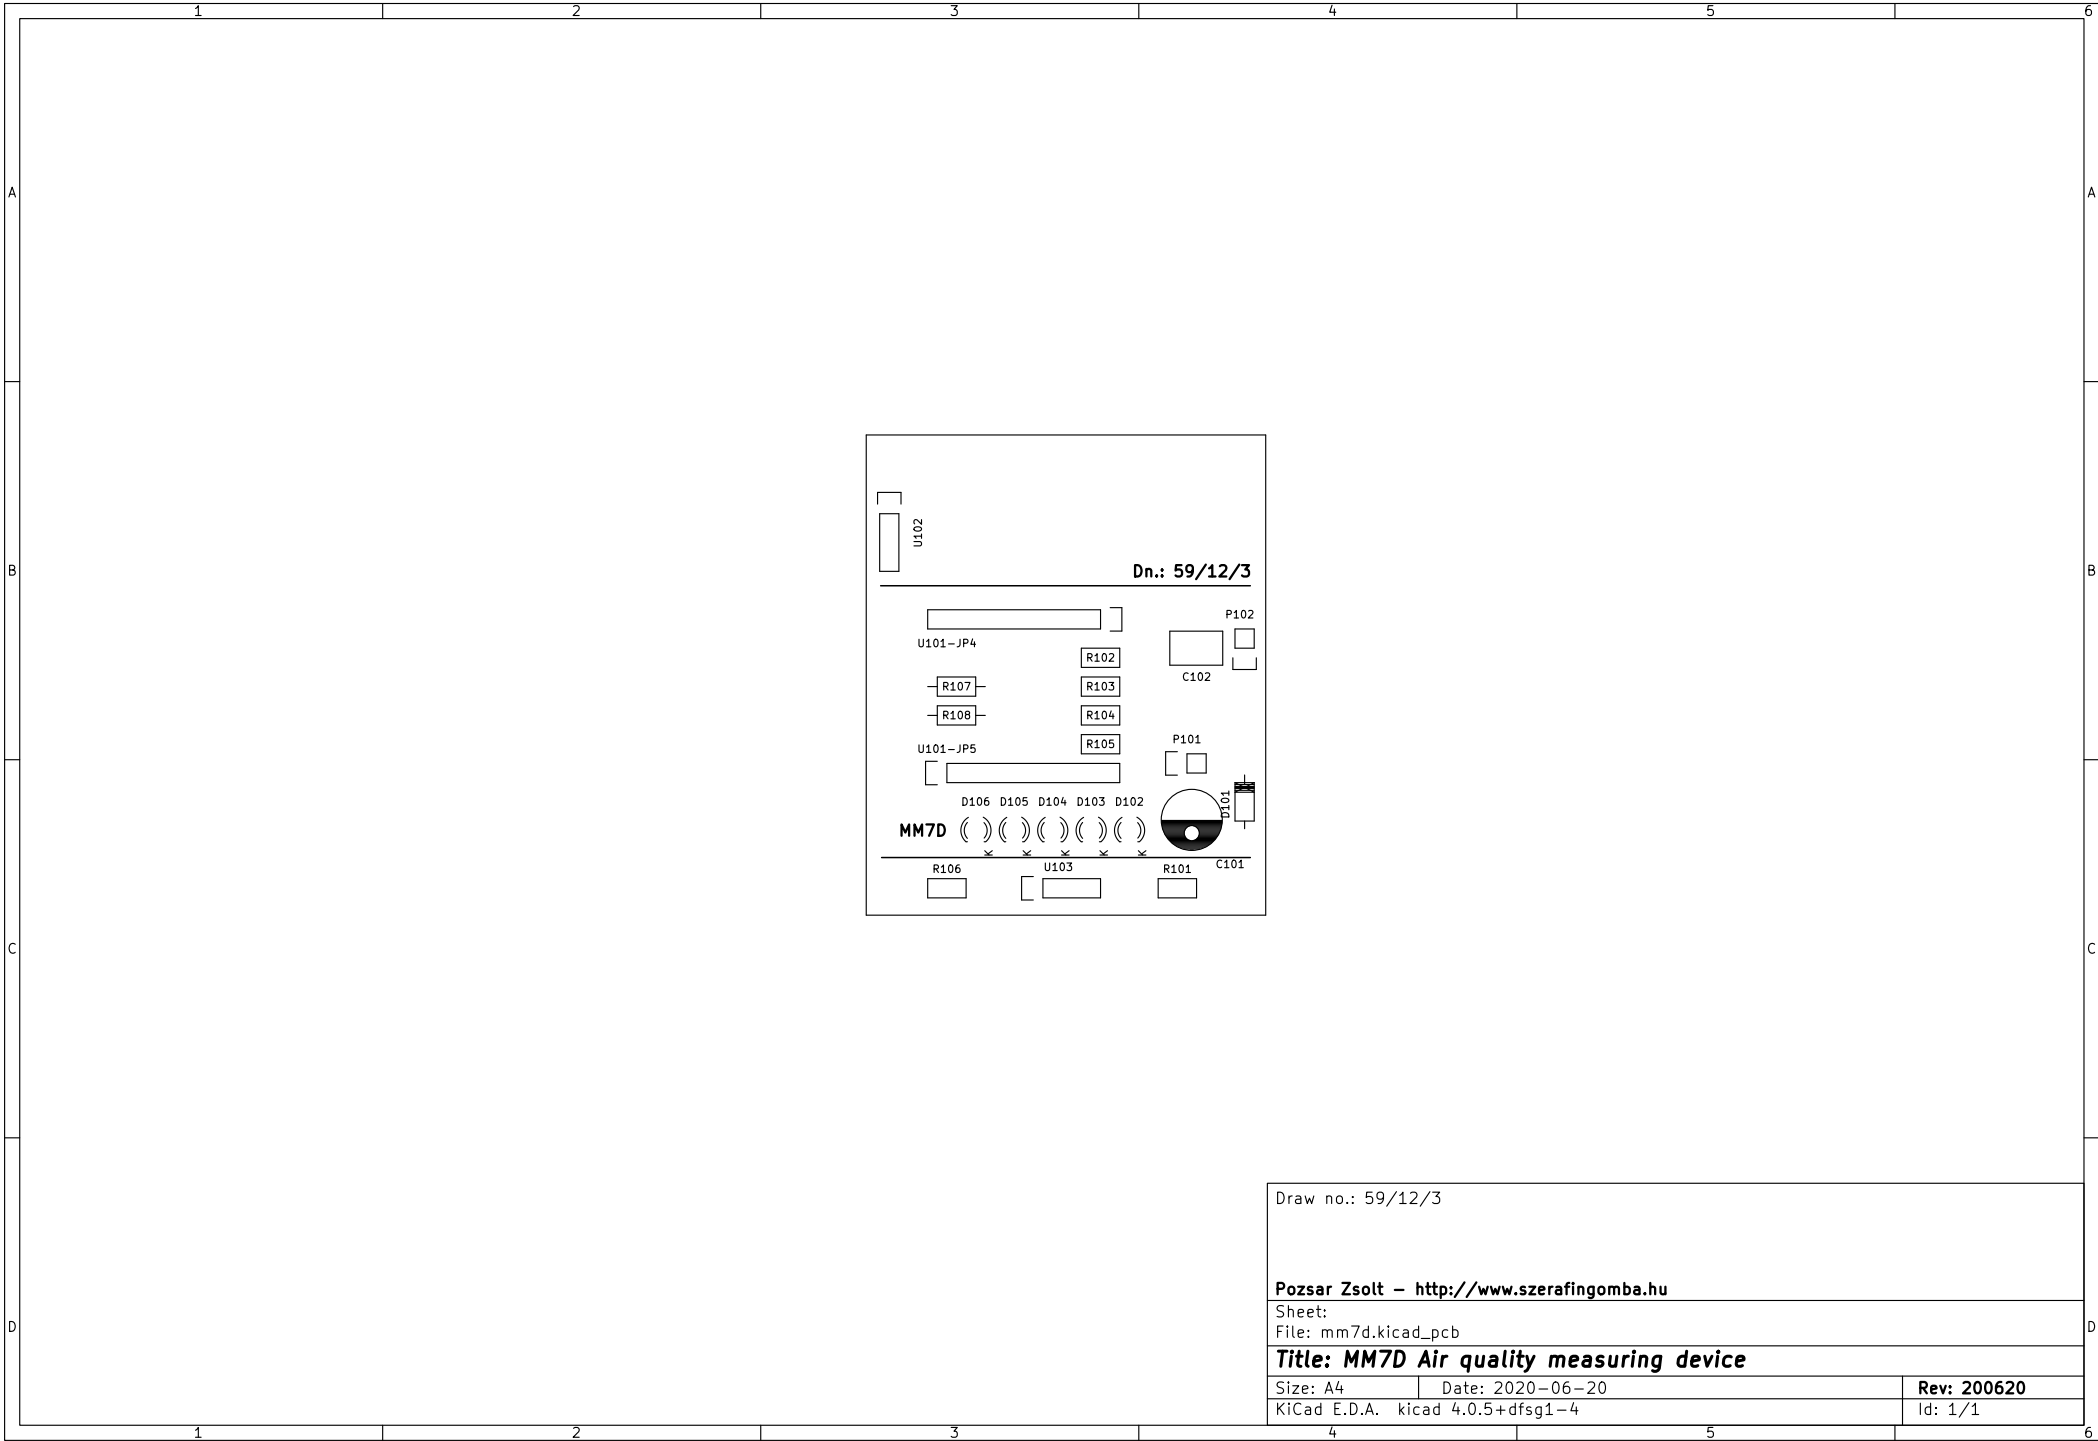 1 2 3 4 5 6
A A
U102
B Dn.: 59/12/3 B
P102
U101-JP4
R102
C102
R107 R103
R108 R104
P101
R105
U101-JP5
D101
D106 D105 D104 D103 D102
MM7D
K K K K K
C101
R106 U103 R101
C C
Draw no.: 59/12/3
Pozsar Zsolt - http://www.szerafingomba.hu
Sheet:
D D
File: mm7d.kicad_pcb
Title: MM7D Air quality measuring device
Size: A4 Date: 2020-06-20 Rev: 200620
KiCad E.D.A. kicad 4.0.5+dfsg1-4 Id: 1/1
1 2 3 4 5 6